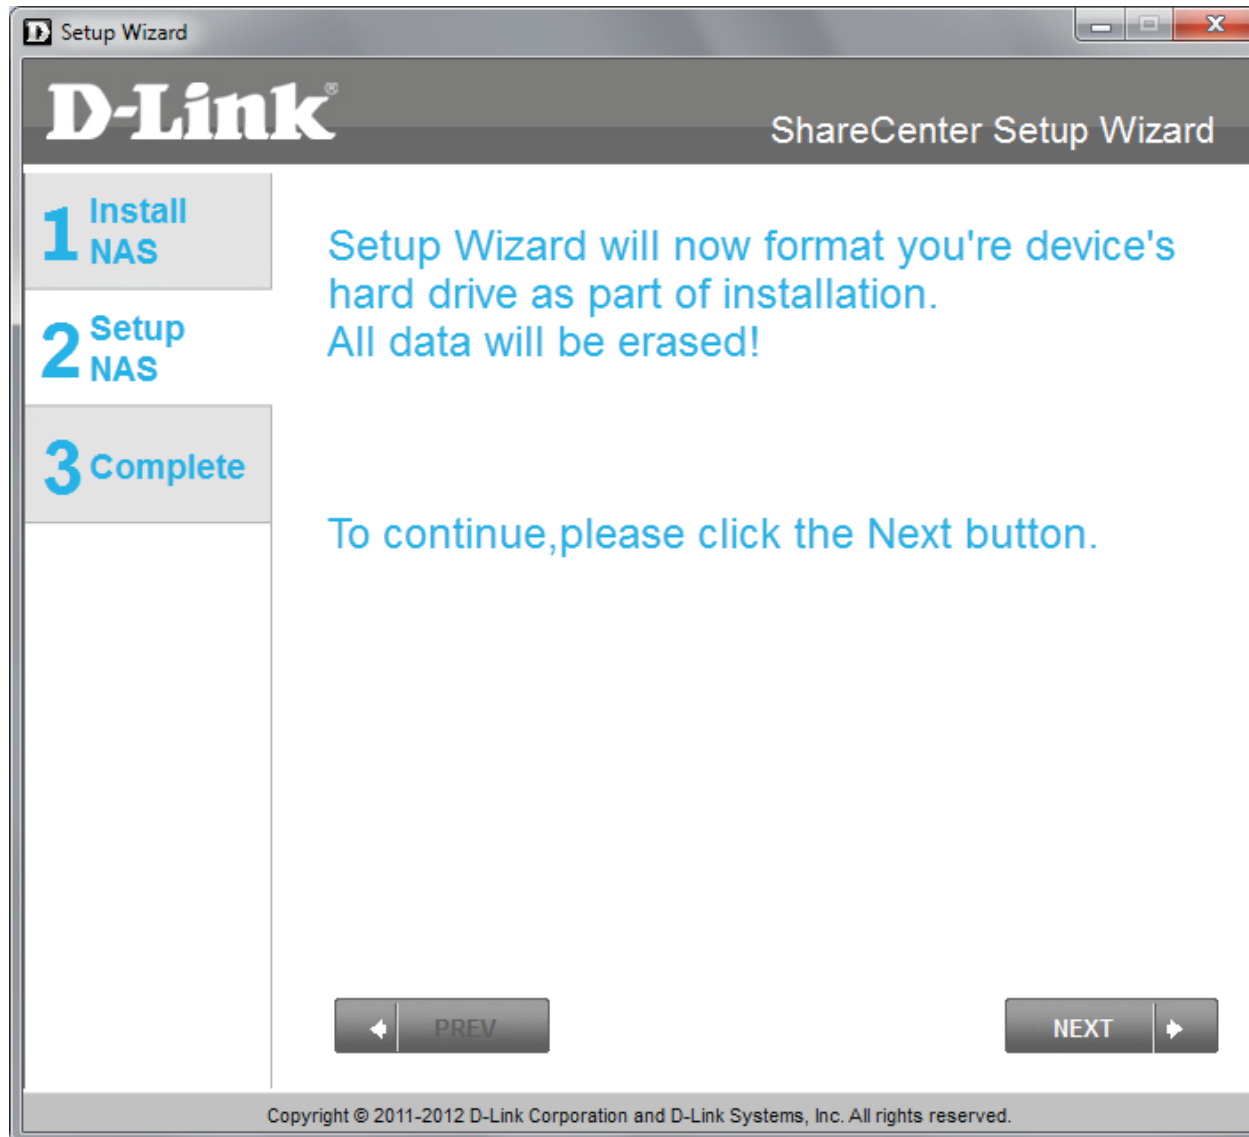 Setup Wizard
D-Link®
ShareCenter Setup Wizard
1 Install
NAS
2 Setup
NAS
3 Complete
Setup Wizard will now format you're device's
hard drive as part of installation.
All data will be erased!
To continue,please click the Next button.
PREV
NEXT
Copyright © 2011-2012 D-Link Corporation and D-Link Systems, Inc. All rights reserved.